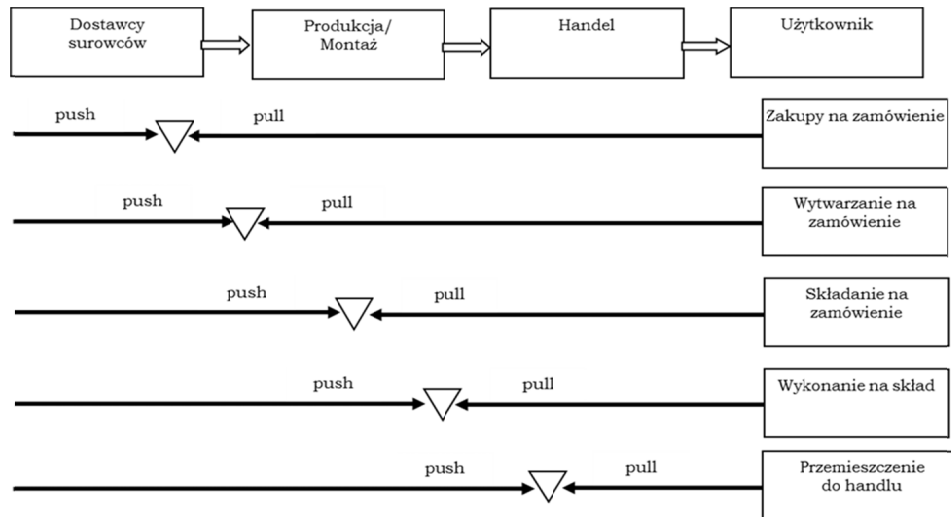 Dostawcy
surowców
Produkcja/
Montaż
Handel
Użytkownik
push
pull
Zakupy na zamówienie
push
pull
Wytwarzanie na
zamówienie
push
pull
Składanie na
zamówienie
push
pull
Wykonanie na skład
push
pull
Przemieszczenie
do handlu